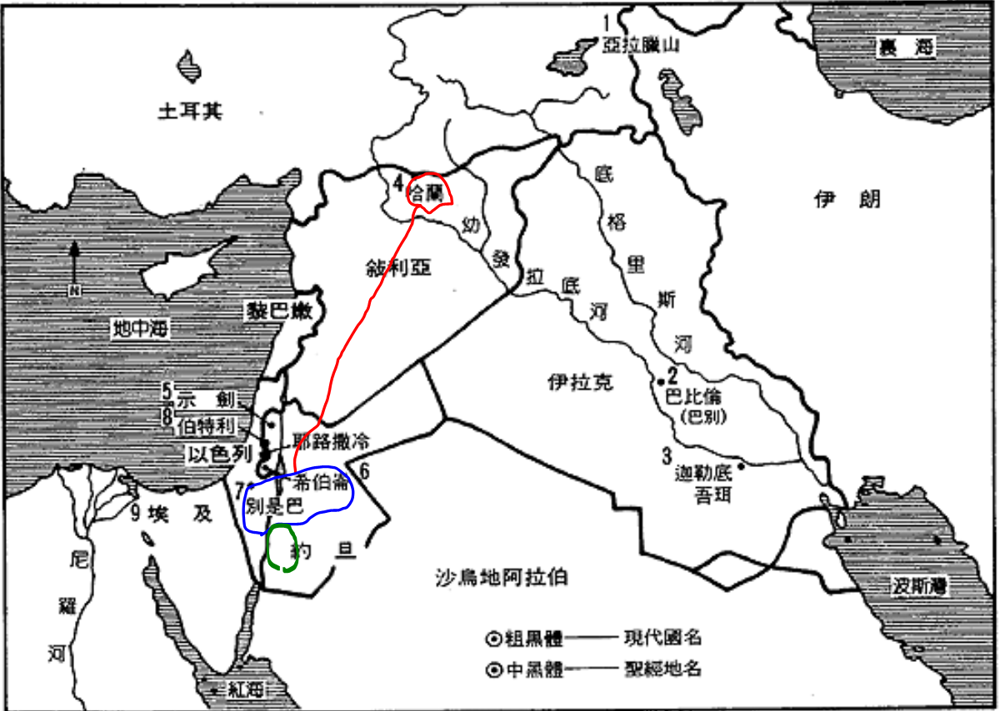 1
亞拉臘山
裏海
土耳其
4
哈蘭
底格里斯河
伊朗
幼發拉底河
敍利亞
N
黎巴嫩
地中海
伊拉克
2
巴比倫
(巴別)
5
示劍
8
伯特利
耶路撒冷
以色列
3
迦勒底
吾珥
6
希伯崙
7
別是巴
9
埃及
約旦
尼羅河
沙烏地阿拉伯
波斯灣
⊙粗黑體——現代國名
⊙中黑體——聖經地名
紅海